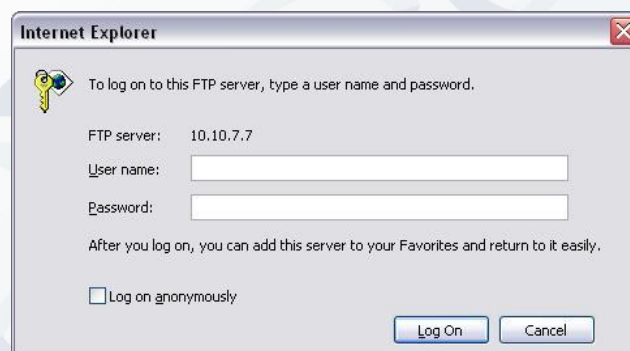 Internet Explorer
To log on to this FTP server, type a user name and password.
FTP server: 10.10.7.7
User name:
Password:
After you log on, you can add this server to your Favorites and return to it easily.
Log on anonymously
Log On Cancel